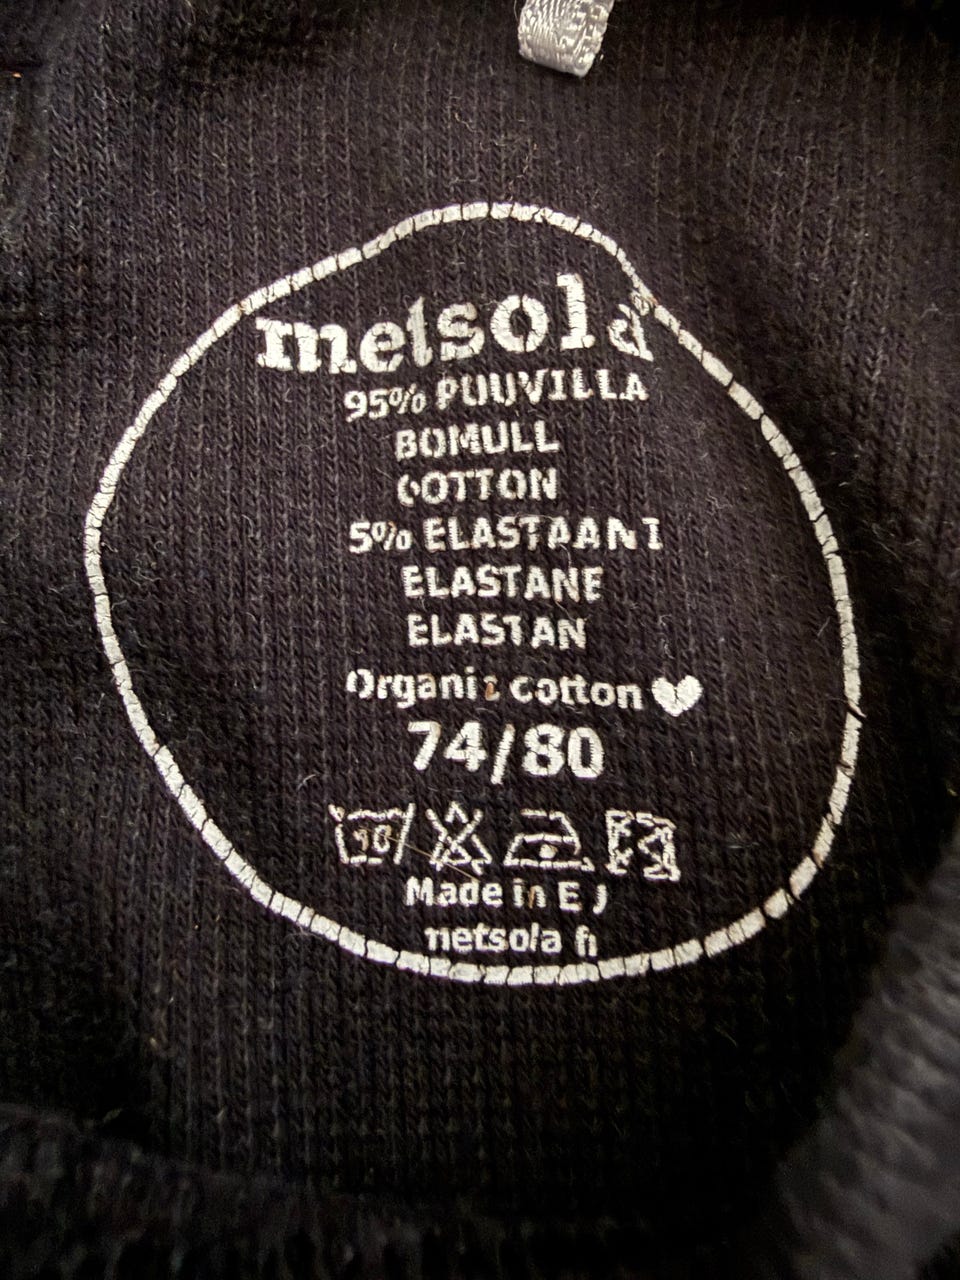 metsola
95% PUUVILLA
BOMULL
COTTON
5% ELASTAANI
ELASTANE
ELASTAN
Organic cotton
74/80
Made in EU
metsola.fi